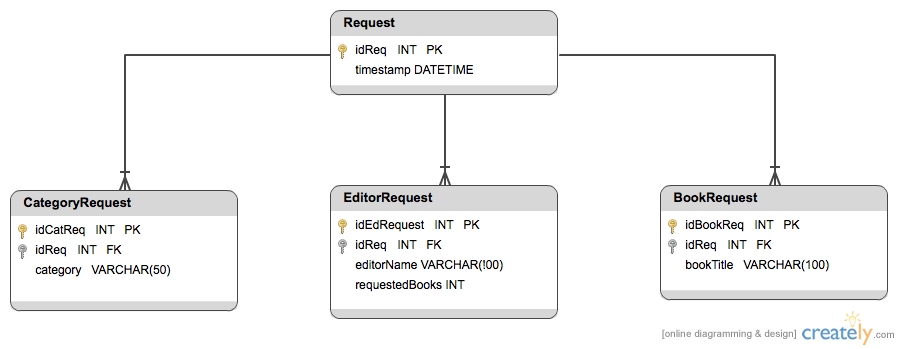 Request
idReq INT PK
timestamp DATETIME
CategoryRequest
idCatReq INT PK
idReq INT FK
category VARCHAR(50)
EditorRequest
idEdRequest INT PK
idReq INT FK
editorName VARCHAR(!00)
requestedBooks INT
BookRequest
idBookReq INT PK
idReq INT FK
bookTitle VARCHAR(100)
[online diagramming & design] creately.com